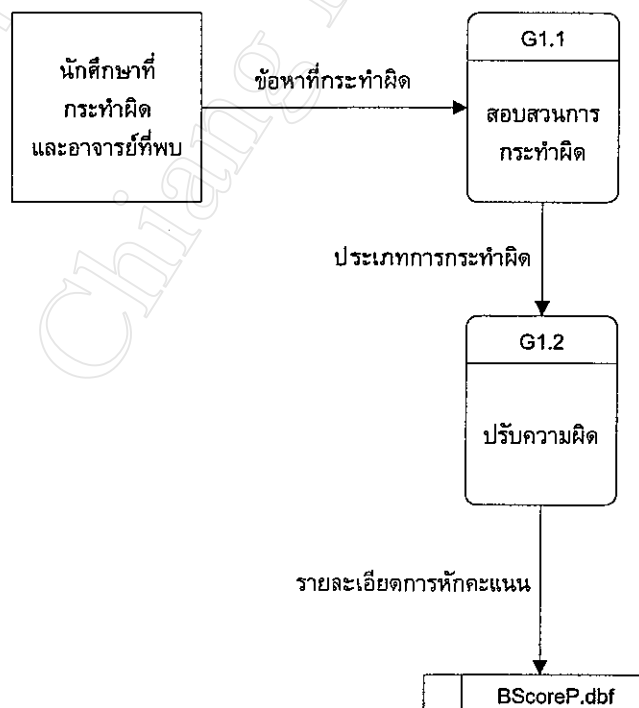 นักศึกษาที่
กระทำผิด
และอาจารย์ที่พบ
ข้อหาที่กระทำผิด
G1.1
สอบสวนการ
กระทำผิด
ประเภทการกระทำผิด
G1.2
ปรับความผิด
รายละเอียดการหักคะแนน
BScoreP.dbf
Chiang